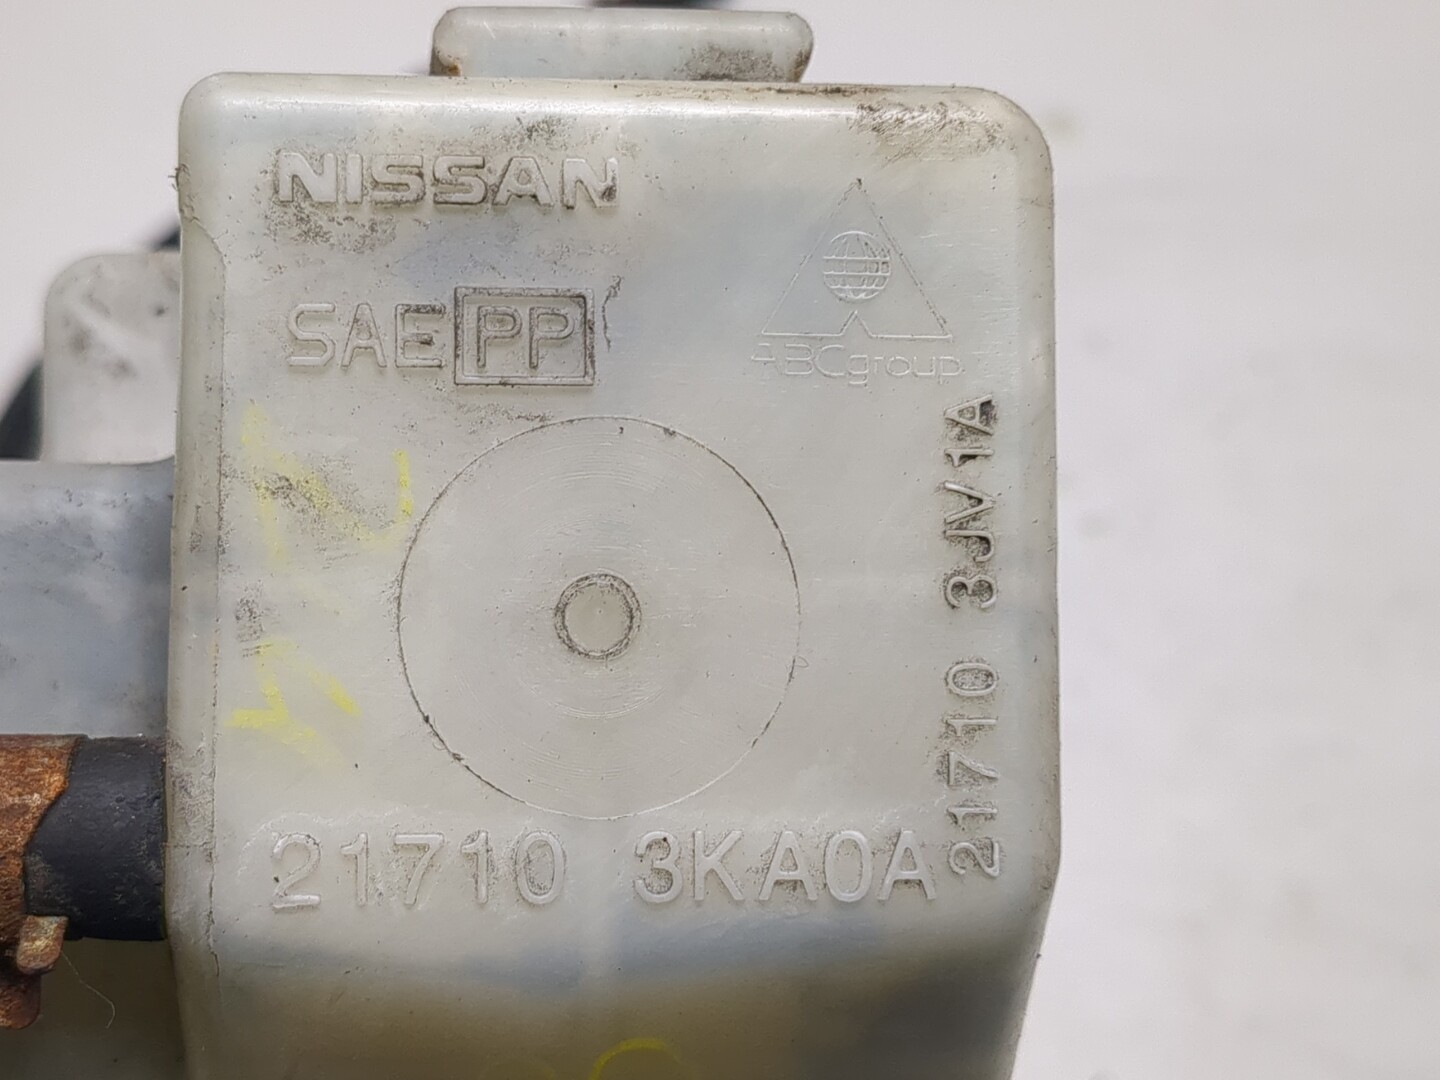 NISSAN
SAE PP
ABCgroup
21710 3JV1A
21710 3KA0A